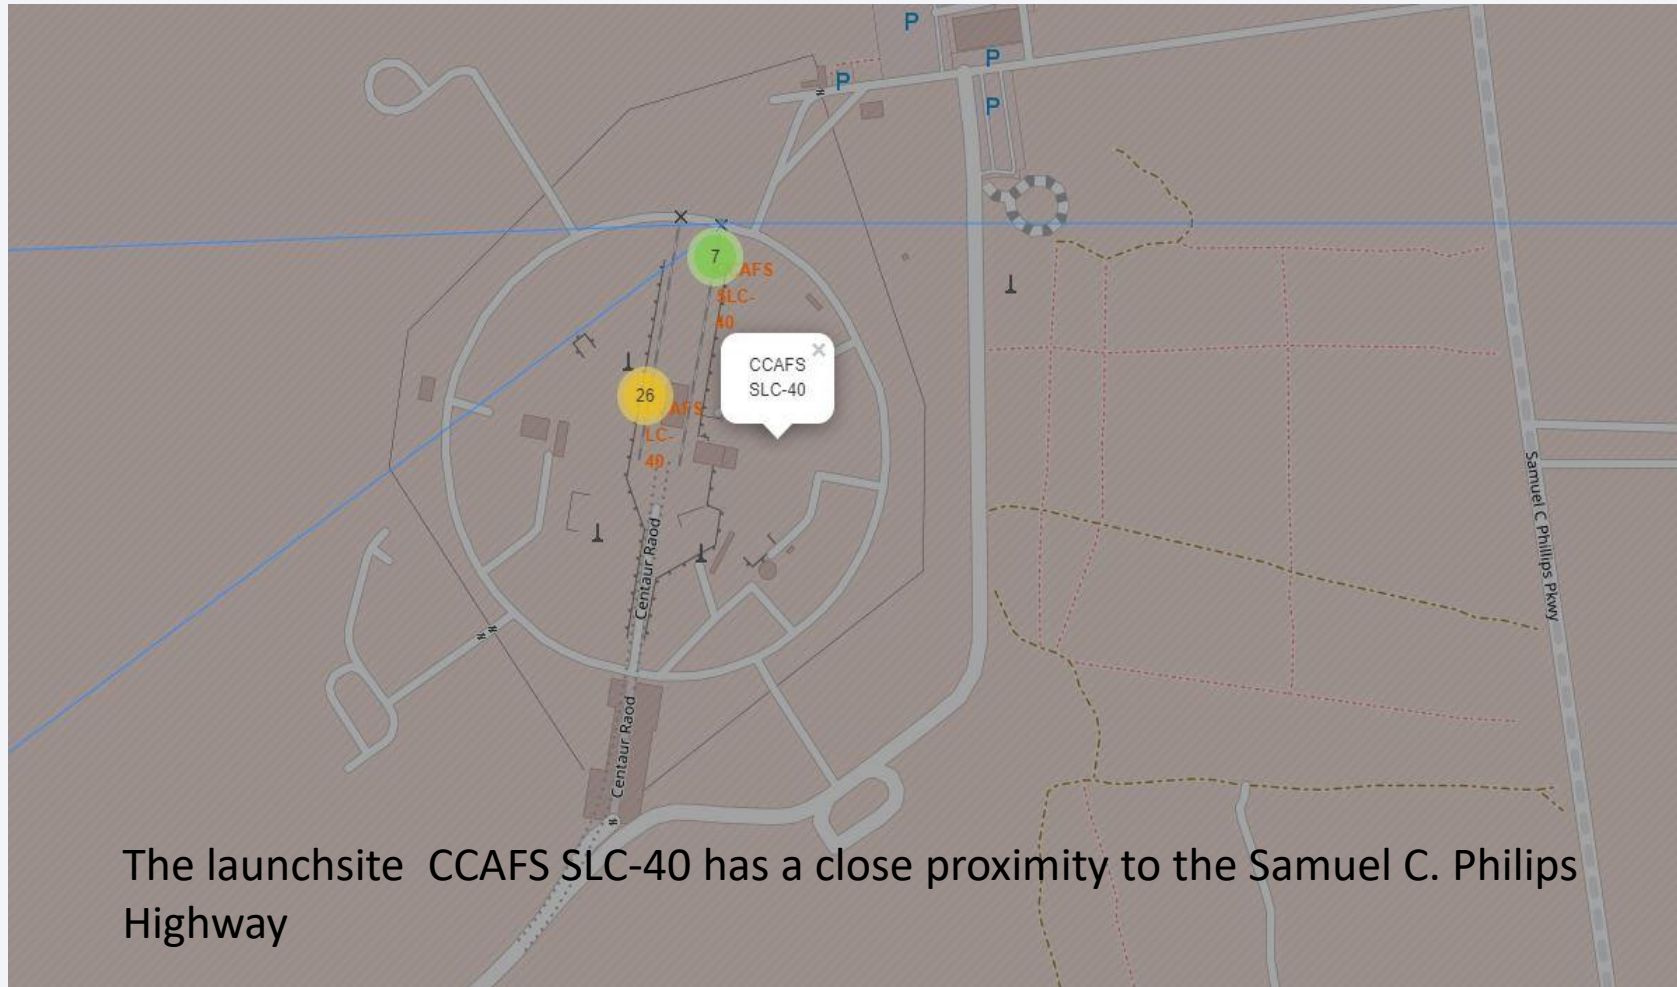 P
P
P
P
7
CCAFS
SLC-
40
×
CCAFS
SLC-40
26
AFS
LC-
40
Samuel C Phillips Pkwy
Centaur Raod
Centaur Raod
The launchsite CCAFS SLC-40 has a close proximity to the Samuel C. Philips
Highway